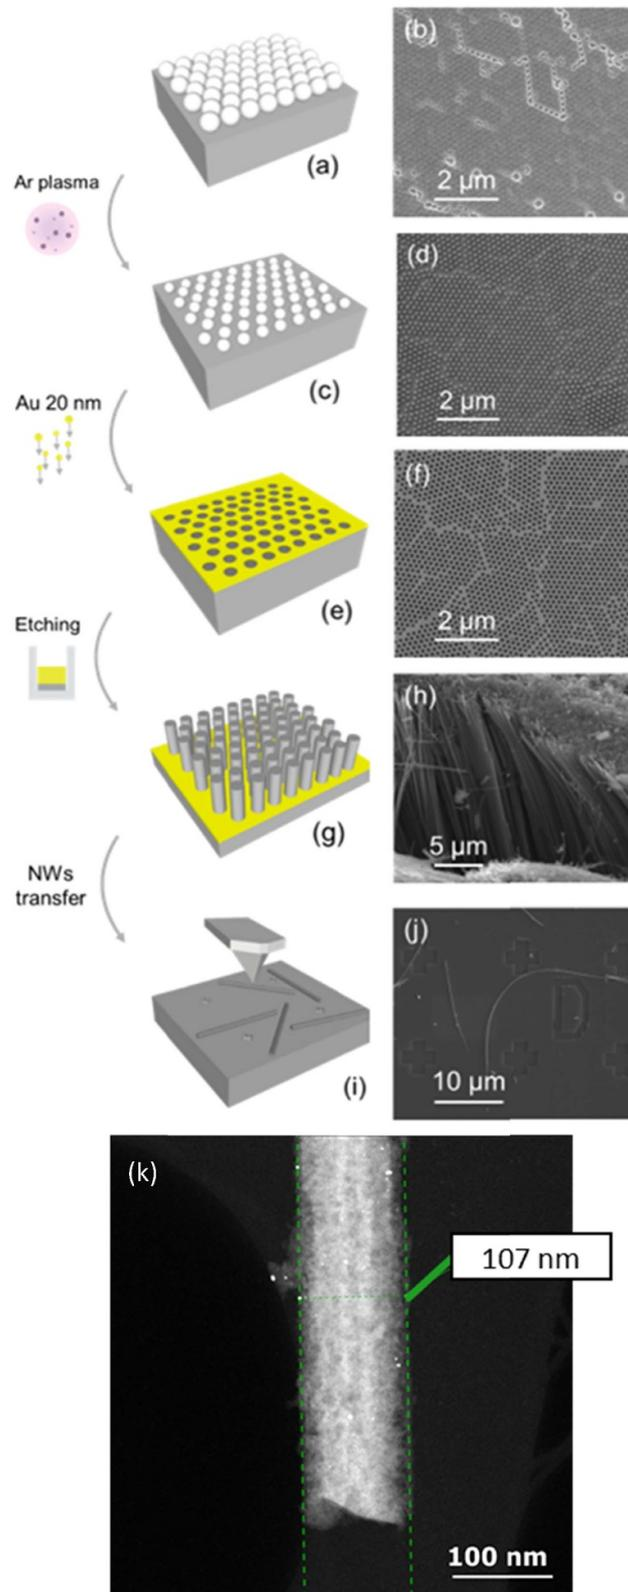 (b)
2 µm
(a)
Ar plasma
(d)
2 µm
(c)
Au 20 nm
(f)
2 µm
(e)
Etching
(h)
5 µm
(g)
NWs
transfer
(j)
10 µm
(i)
(k)
107 nm
100 nm